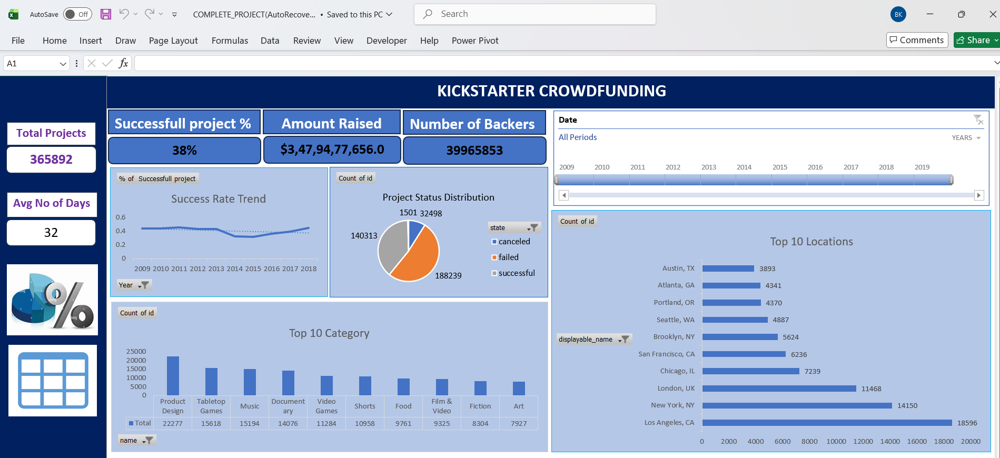 AutoSave Off COMPLETE_PROJECT(AutoRecove... • Saved to this PC Search BK
File Home Insert Draw Page Layout Formulas Data Review View Developer Help Power Pivot Comments Share
A1 fx
KICKSTARTER CROWDFUNDING
Total Projects
365892
Avg No of Days
32
Successfull project %
38%
Amount Raised
$3,47,94,77,656.0
Number of Backers
39965853
Date
All Periods YEARS
2009 2010 2011 2012 2013 2014 2015 2016 2017 2018 2019
% of Successfull project
Success Rate Trend
0.6
0.4
0.2
0
2009 2010 2011 2012 2013 2014 2015 2016 2017 2018
Year
Count of id
Project Status Distribution
1501 32498
140313
188239
state
canceled
failed
successful
Count of id
Top 10 Category
25000
20000
15000
10000
5000
0
Product Design Tabletop Games Music Documentary Video Games Shorts Food Film & Video Fiction Art
Total 22277 15618 15194 14076 11284 10958 9761 9325 8304 7927
name
Count of id
Top 10 Locations
displayable_name
Austin, TX 3893
Atlanta, GA 4341
Portland, OR 4370
Seattle, WA 4887
Brooklyn, NY 5624
San Francisco, CA 6236
Chicago, IL 7239
London, UK 11468
New York, NY 14150
Los Angeles, CA 18596
0 2000 4000 6000 8000 10000 12000 14000 16000 18000 20000